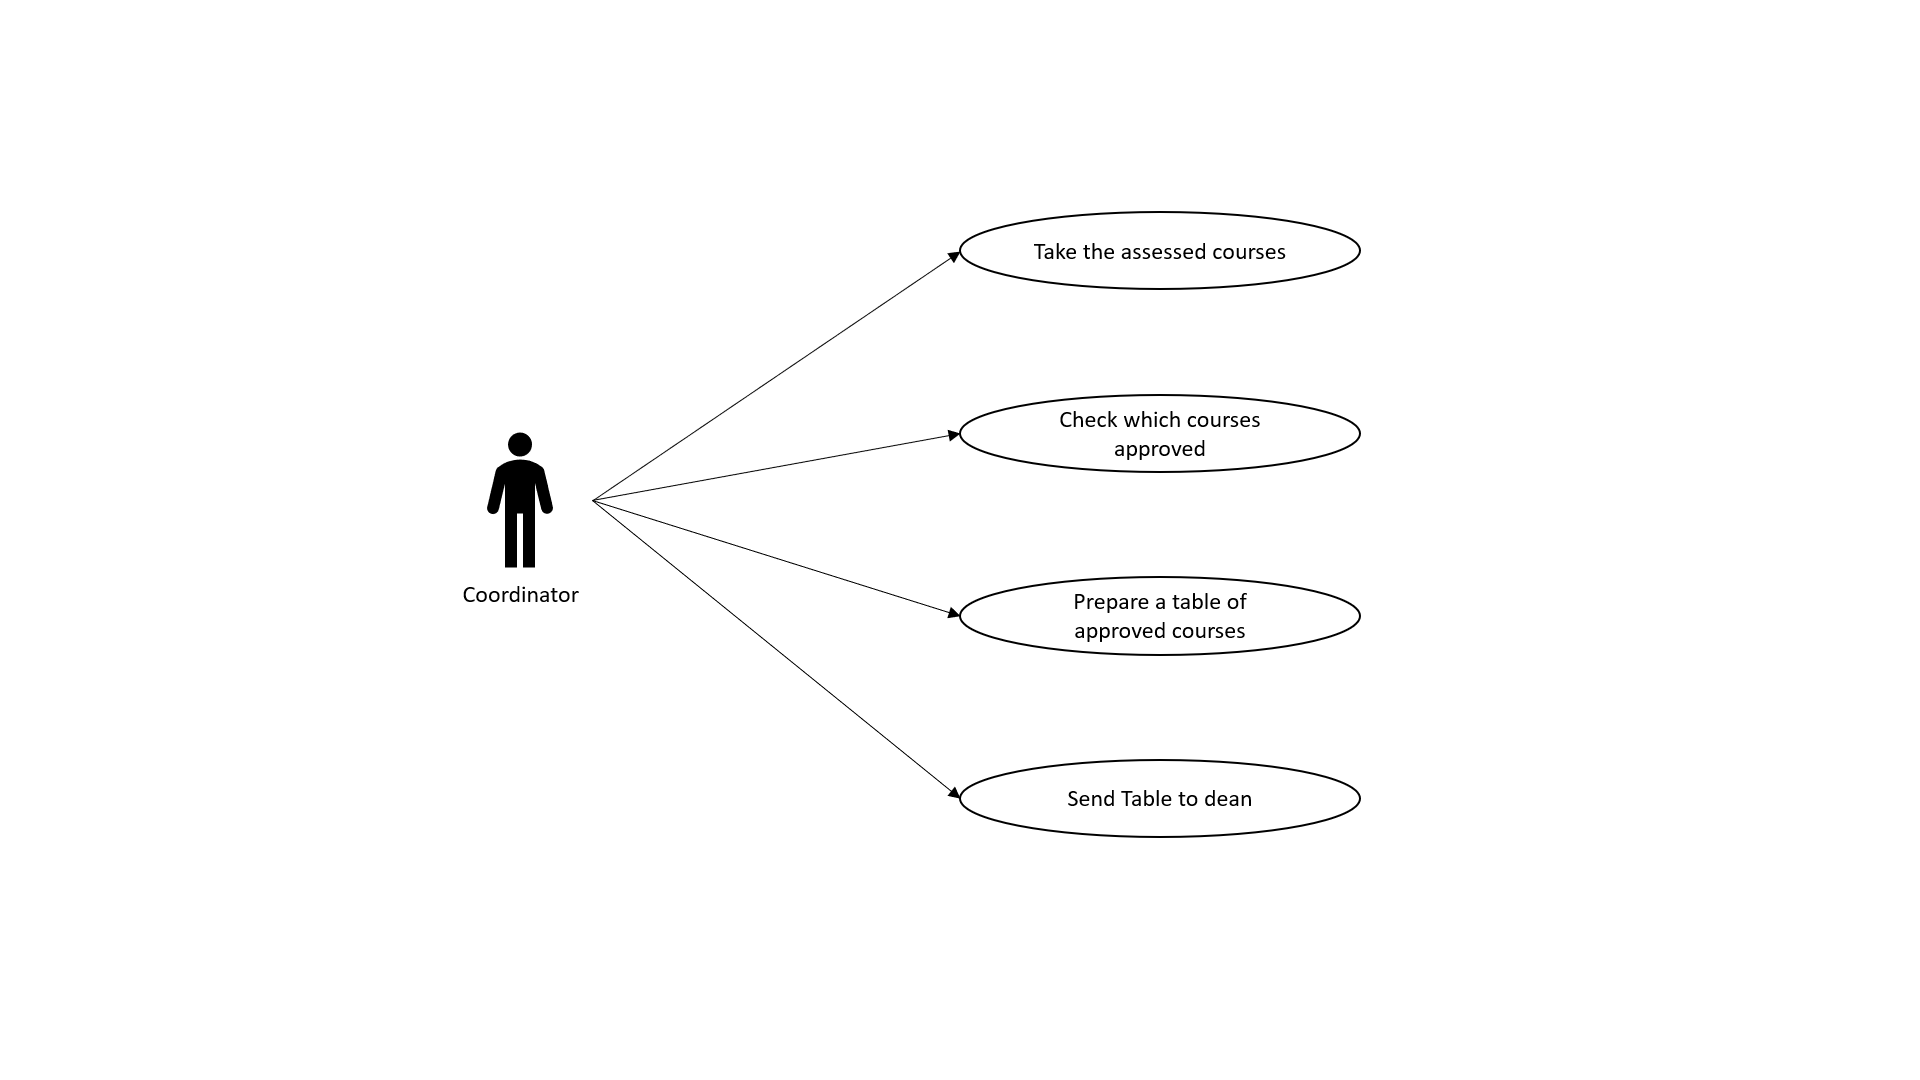 Take the assessed courses
Check which courses
approved
Coordinator
Prepare a table of
approved courses
Send Table to dean